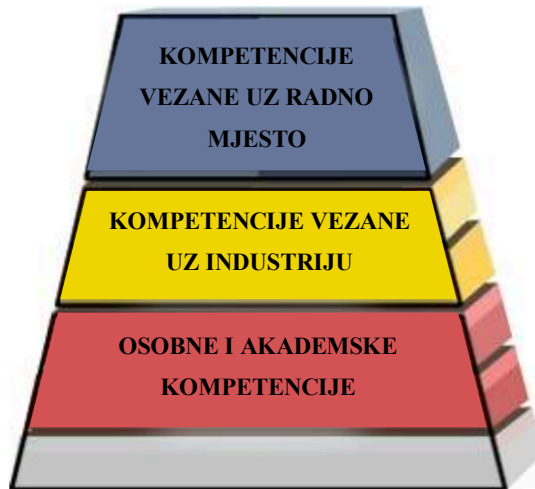 KOMPETENCIJE
VEZANE UZ RADNO
MJESTO
KOMPETENCIJE VEZANE
UZ INDUSTRIJU
OSOBNE I AKADEMSKE
KOMPETENCIJE